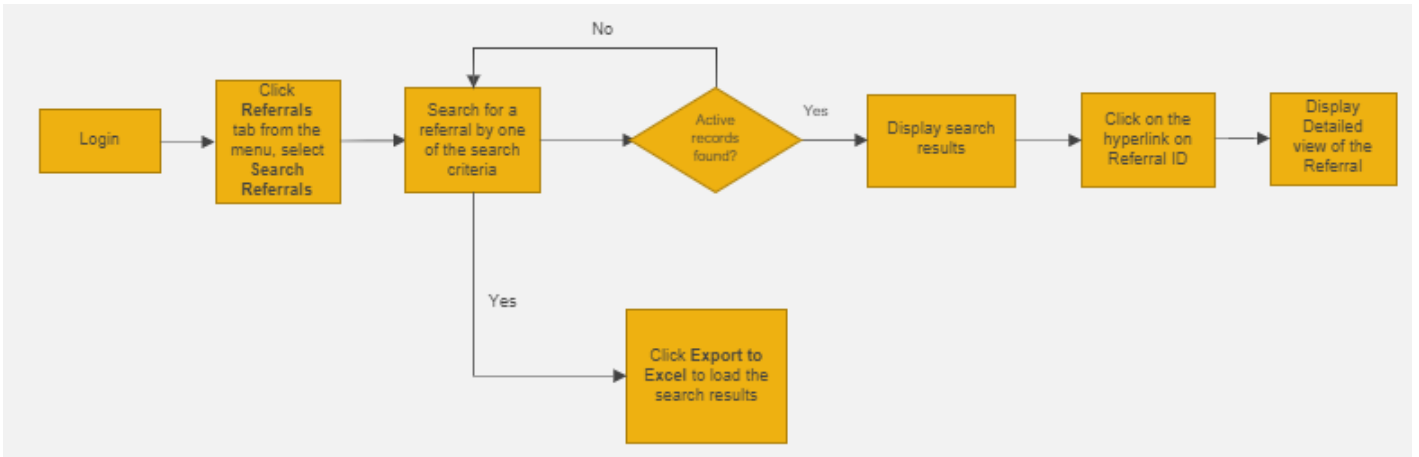 No
Login
Click
Referrals
tab from the
menu, select
Search
Referrals
Search for a
referral by one
of the search
criteria
Active
records
found?
Yes
Display search
results
Click on the
hyperlink on
Referral ID
Display
Detailed
view of the
Referral
Yes
Click Export to
Excel to load the
search results